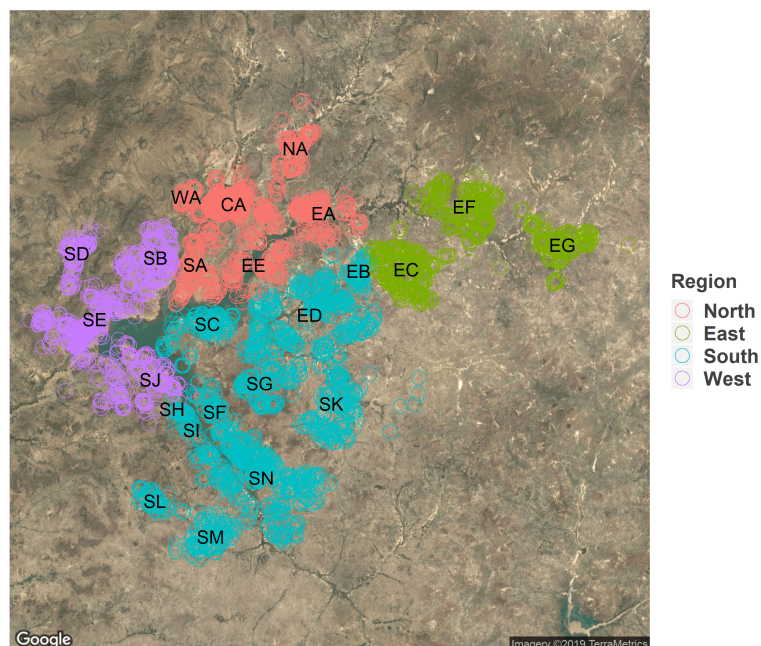 NA
WA
CA
EA
EF
EG
SD
SB
SA
EE
EB
EC
SE
SC
ED
SJ
SG
SH
SF
SK
SI
SN
SL
SM
Google
Imagery ©2019 TerraMetrics
Region
North
East
South
West